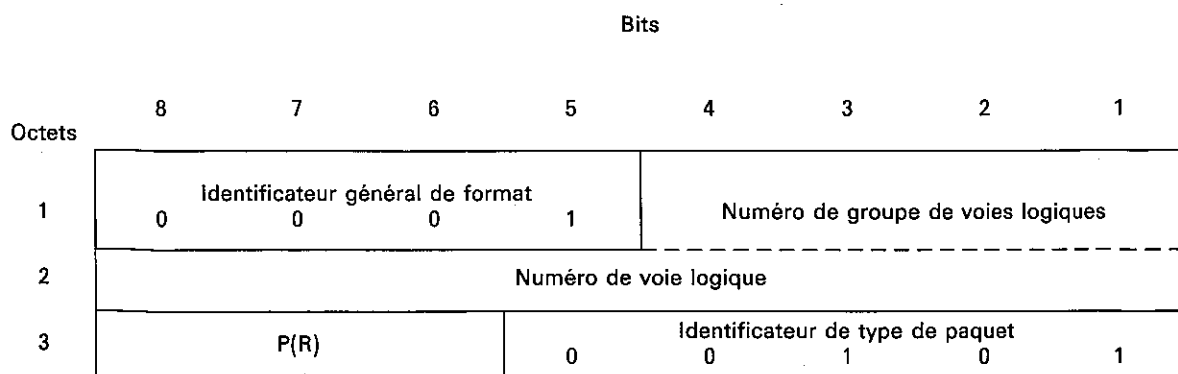 Bits
8 7 6 5 4 3 2 1
Octets
1 Identificateur général de format Numéro de groupe de voies logiques
0 0 0 1
2 Numéro de voie logique
3 P(R) Identificateur de type de paquet
0 0 1 0 1